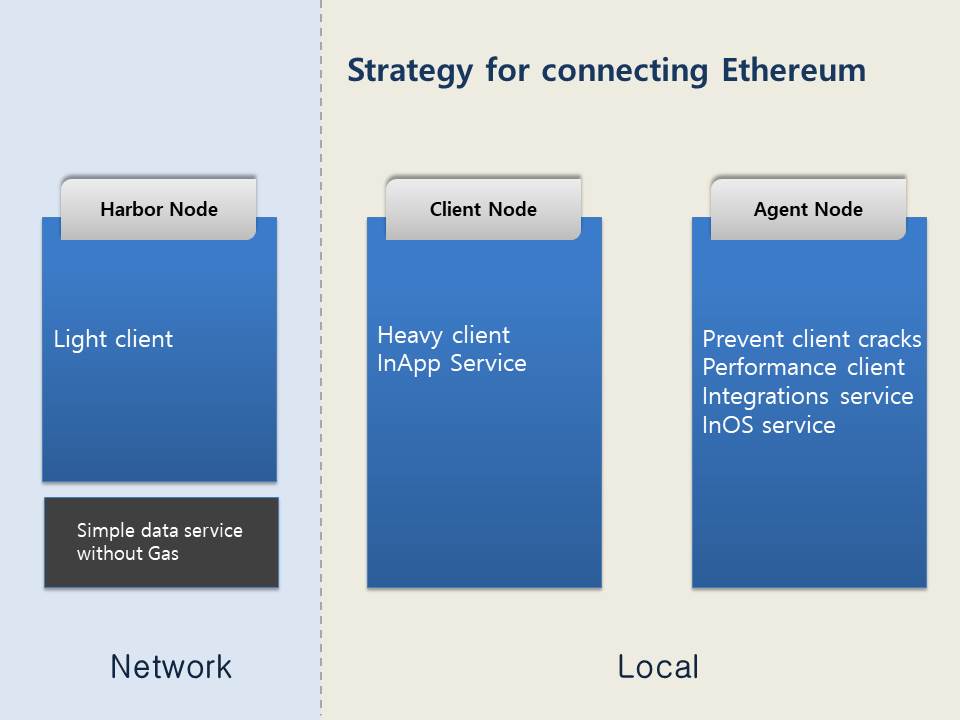 Strategy for connecting Ethereum
Harbor Node
Light client
Simple data service
without Gas
Client Node
Heavy client
InApp Service
Agent Node
Prevent client cracks
Performance client
Integrations service
InOS service
Network
Local